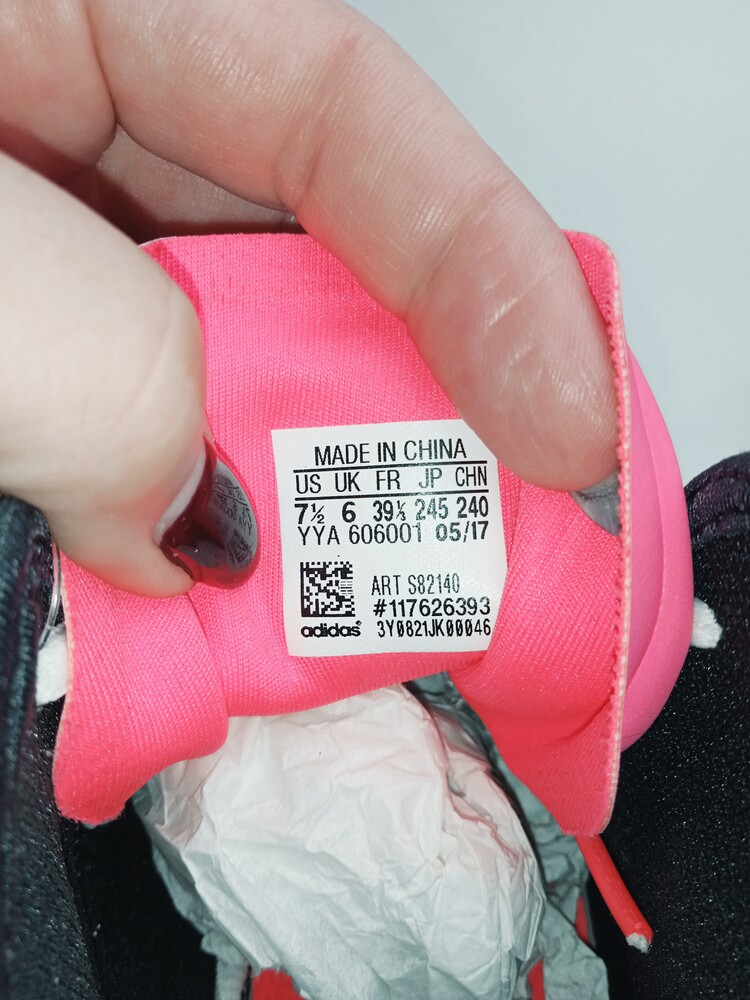 MADE IN CHINA
US UK FR JP CHN
7½ 6 39⅓ 245 240
YYA 606001 05/17
ART S82140
#117626393
adidas® 3Y0821JK00046